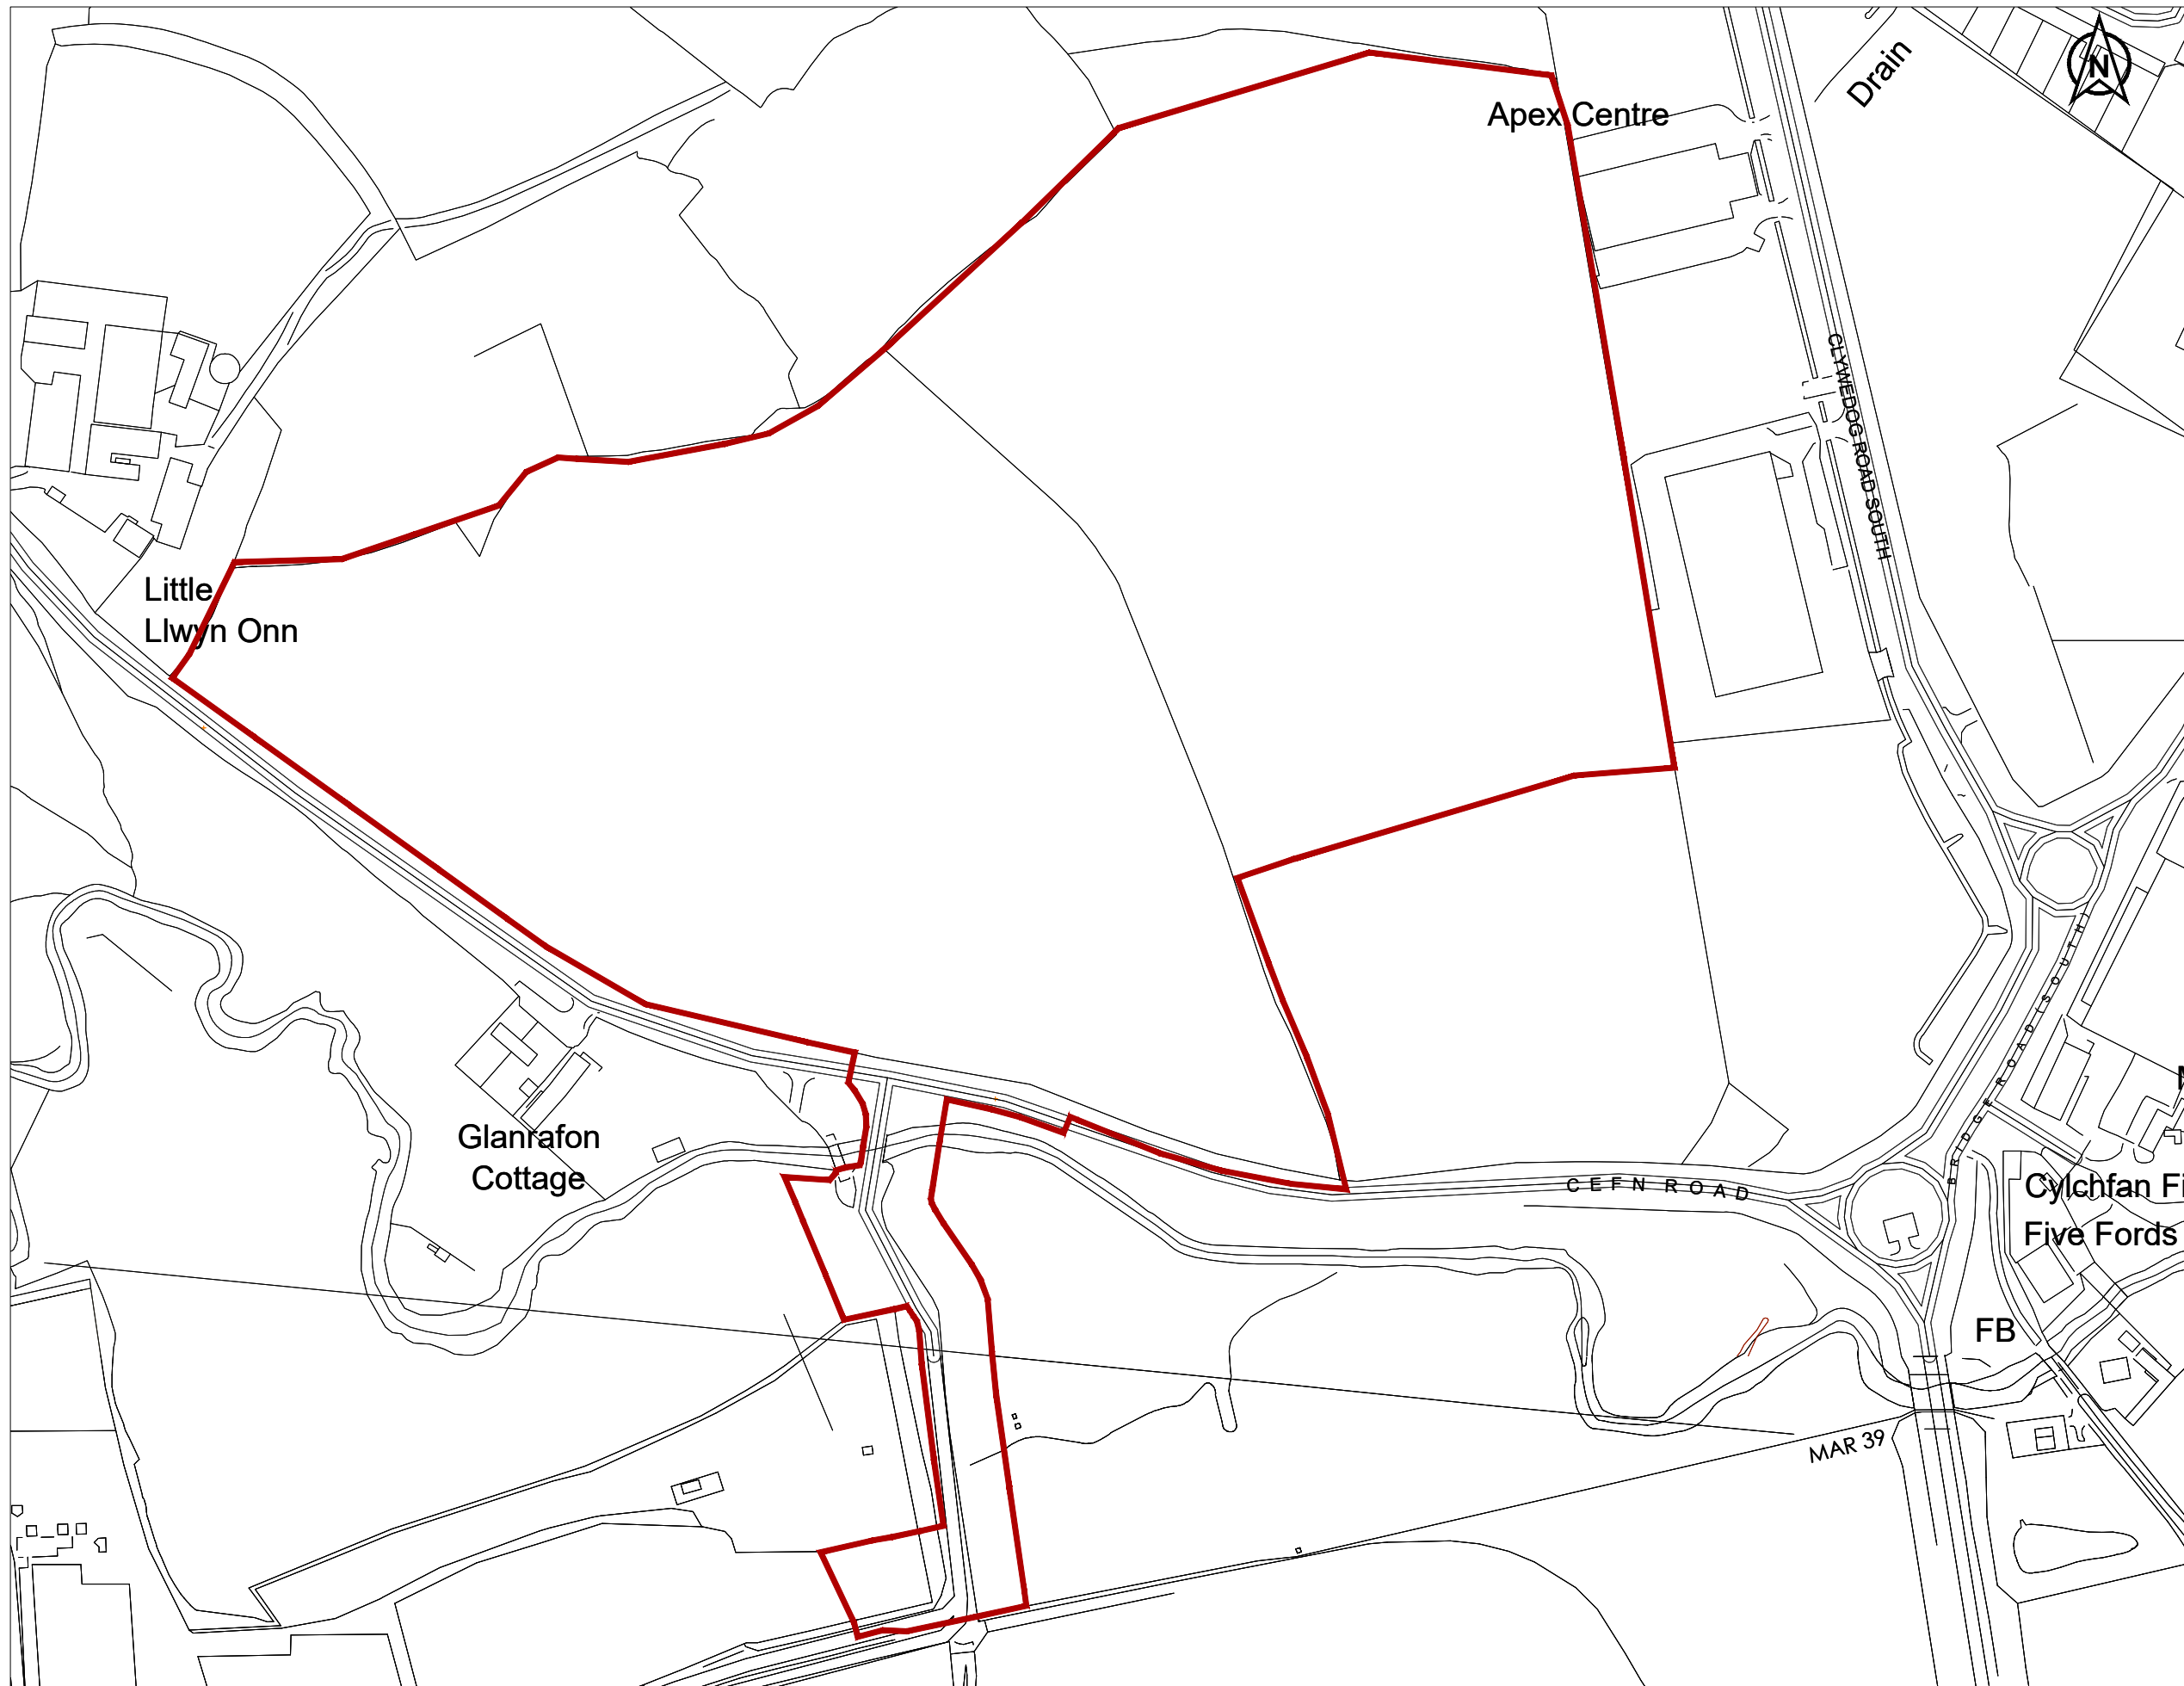 N
Drain
Apex Centre
CLYWEDOG ROAD SOUTH
Little
Llwyn Onn
BRIDGE ROAD (SOUTH)
Glanrafon
Cottage
CEFN ROAD
Cylchfan Fi
Five Fords
FB
MAR 39